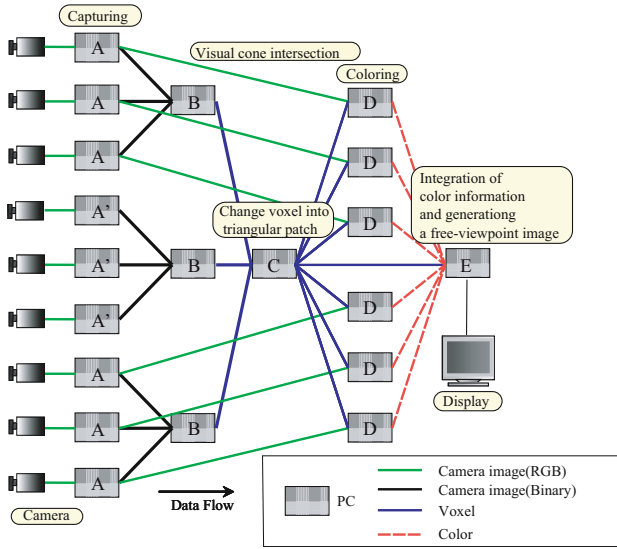 Capturing
Visual cone intersection
Coloring
A
A
A
A'
A'
A'
A
A
A
B
B
B
Change voxel into
triangular patch
C
D
D
D
D
D
D
Integration of
color information
and generationg
a free-viewpoint image
E
Display
Camera
Data Flow
PC
Camera image(RGB)
Camera image(Binary)
Voxel
Color